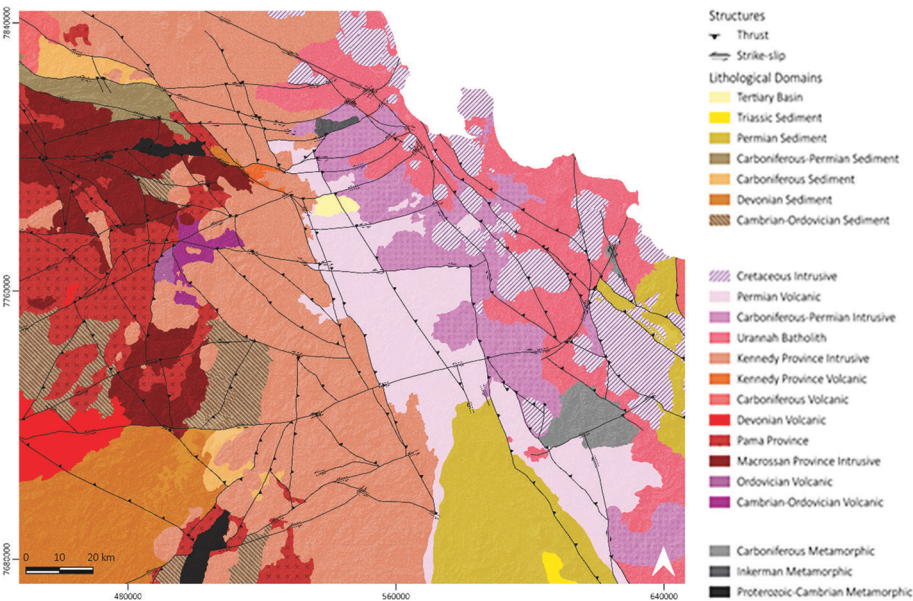 7840000
7760000
7680000
0 10 20 km
480000
560000
640000
Structures
Thrust
Strike-slip
Lithological Domains
Tertiary Basin
Triassic Sediment
Permian Sediment
Carboniferous-Permian Sediment
Carboniferous Sediment
Devonian Sediment
Cambrian-Ordovician Sediment
Cretaceous Intrusive
Permian Volcanic
Carboniferous-Permian Intrusive
Urannah Batholith
Kennedy Province Intrusive
Kennedy Province Volcanic
Carboniferous Volcanic
Devonian Volcanic
Pama Province
Macrossan Province Intrusive
Ordovician Volcanic
Cambrian-Ordovician Volcanic
Carboniferous Metamorphic
Inkerman Metamorphic
Proterozoic-Cambrian Metamorphic